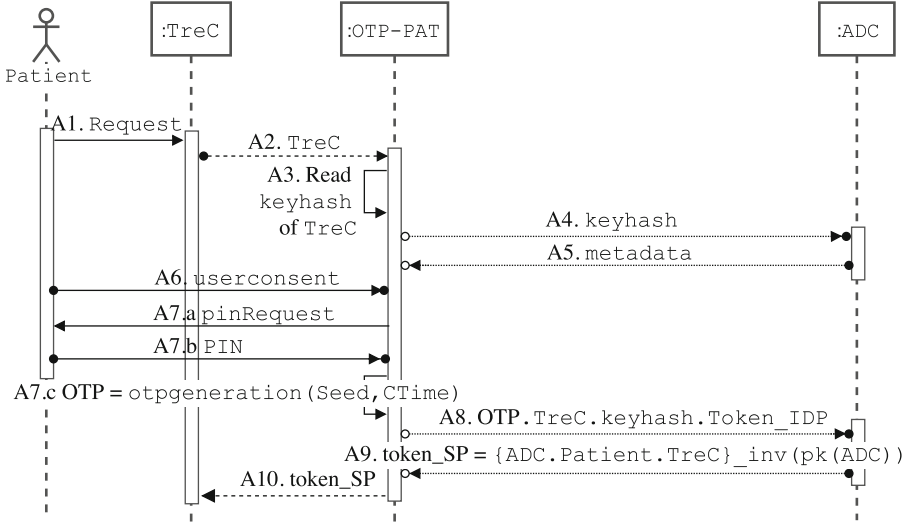 :TreC
:OTP-PAT
:ADC
Patient
A1. Request
A2. TreC
A3. Read
keyhash
of TreC
A4. keyhash
A5. metadata
A6. userconsent
A7.a pinRequest
A7.b PIN
A7.c OTP = otpgeneration(Seed,CTime)
A8. OTP.TreC.keyhash.Token_IDP
A9. token_SP = {ADC.Patient.TreC}_inv(pk(ADC))
A10. token_SP